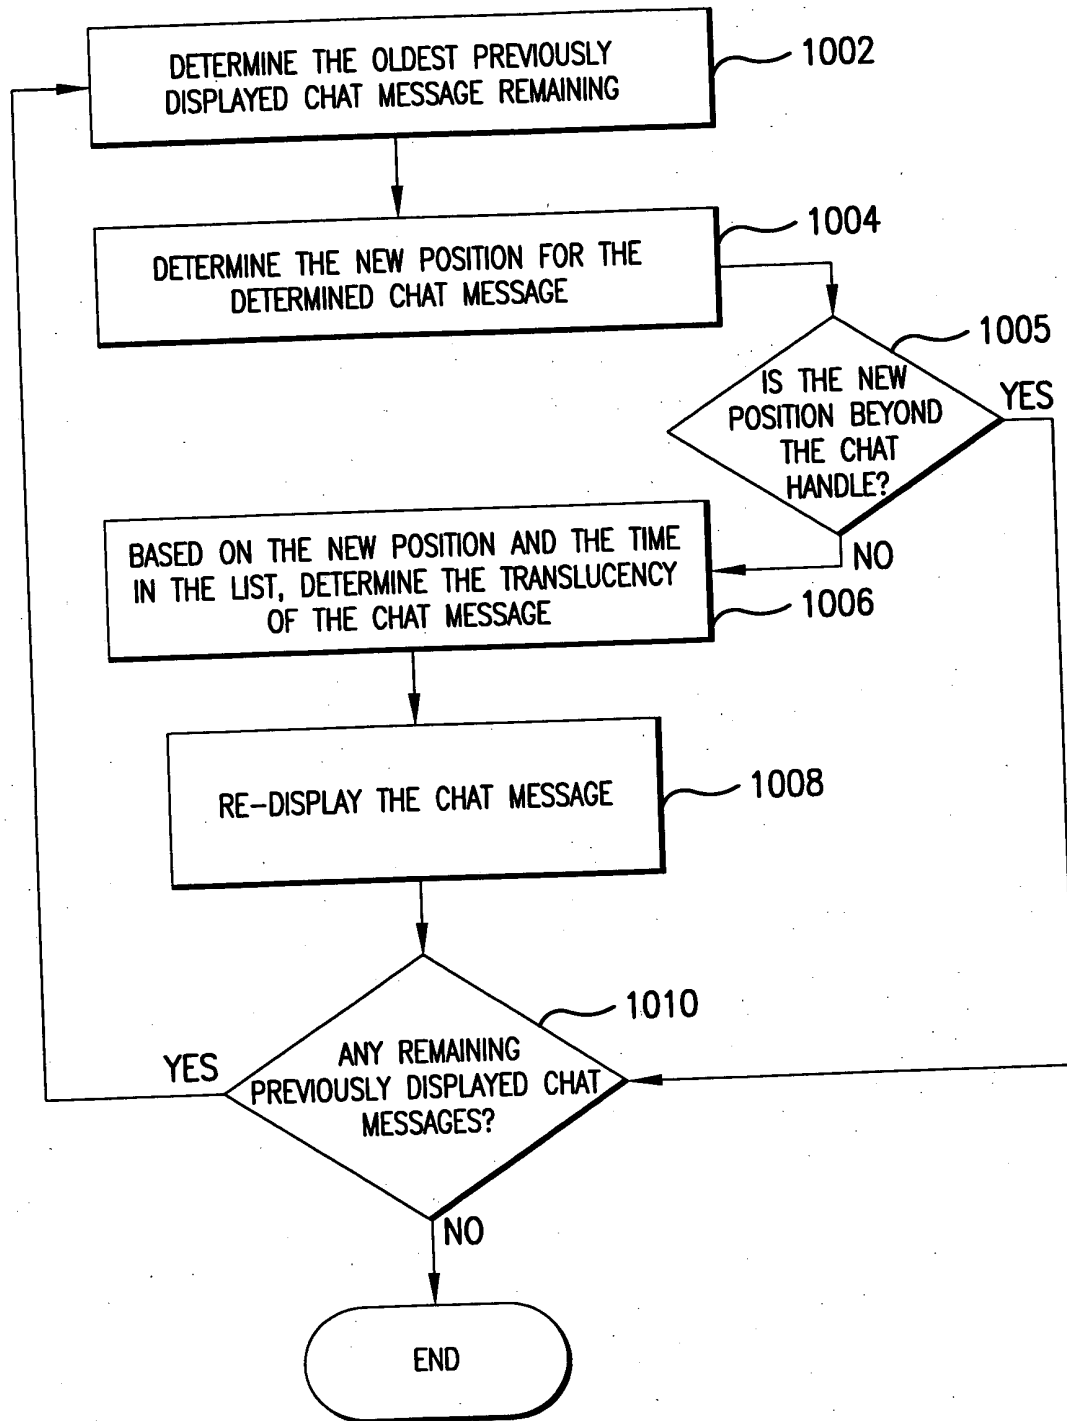 DETERMINE THE OLDEST PREVIOUSLY
DISPLAYED CHAT MESSAGE REMAINING
1002
DETERMINE THE NEW POSITION FOR THE
DETERMINED CHAT MESSAGE
1004
IS THE NEW
POSITION BEYOND
THE CHAT
HANDLE?
1005
YES
NO
BASED ON THE NEW POSITION AND THE TIME
IN THE LIST, DETERMINE THE TRANSLUCENCY
OF THE CHAT MESSAGE
1006
RE-DISPLAY THE CHAT MESSAGE
1008
ANY REMAINING
PREVIOUSLY DISPLAYED CHAT
MESSAGES?
1010
YES
NO
END